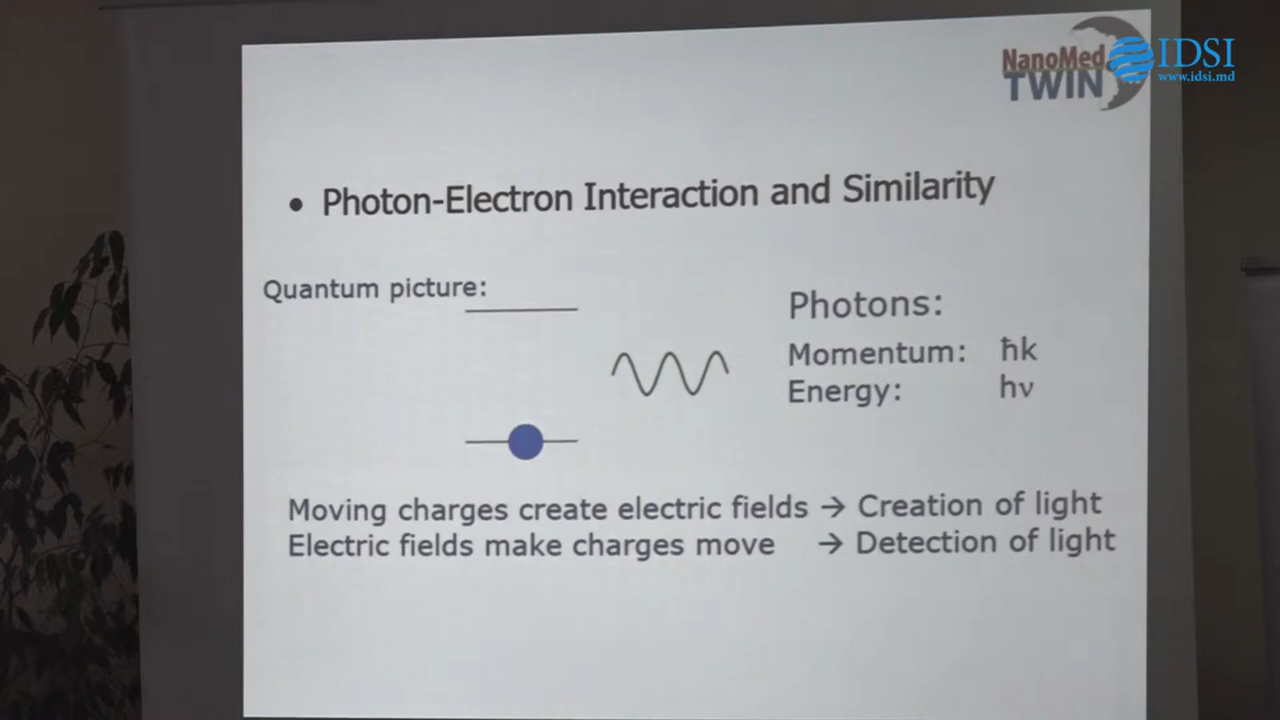 NanoMed
TWIN
IDSI
www.idsi.md
• Photon-Electron Interaction and Similarity
Quantum picture:
Photons:
Momentum: ħk
Energy: hν
Moving charges create electric fields → Creation of light
Electric fields make charges move → Detection of light